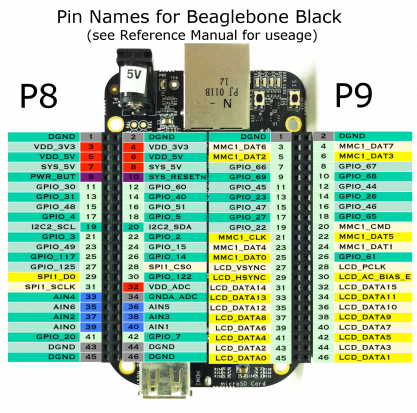 Pin Names for Beaglebone Black
(see Reference Manual for useage)
P8
5V
N -
PJ 011B
P9
DGND 1 2 DGND DGND 1 2 DGND
VDD_3V3 3 4 VDD_3V3 MMC1_DAT6 3 4 MMC1_DAT7
VDD_5V 5 6 VDD_5V MMC1_DAT2 5 6 MMC1_DAT3
SYS_5V 7 8 SYS_5V GPIO_66 7 8 GPIO_67
PWR_BUT 9 10 SYS_RESETN GPIO_69 9 10 GPIO_68
GPIO_30 11 12 GPIO_60 GPIO_45 11 12 GPIO_44
GPIO_31 13 14 GPIO_40 GPIO_23 13 14 GPIO_26
GPIO_48 15 16 GPIO_51 GPIO_47 15 16 GPIO_46
GPIO_4 17 18 GPIO_5 GPIO_27 17 18 GPIO_65
I2C2_SCL 19 20 I2C2_SDA GPIO_22 19 20 MMC1_CMD
GPIO_3 21 22 GPIO_2 MMC1_CLK 21 22 MMC1_DAT5
GPIO_49 23 24 GPIO_15 MMC1_DAT4 23 24 MMC1_DAT1
GPIO_117 25 26 GPIO_14 MMC1_DAT0 25 26 GPIO_61
GPIO_125 27 28 SPI1_CS0 LCD_VSYNC 27 28 LCD_PCLK
SPI1_DO 29 30 GPIO_122 LCD_HSYNC 29 30 LCD_AC_BIAS_E
SPI1_SCLK 31 32 VDD_ADC LCD_DATA14 31 32 LCD_DATA15
AIN4 33 34 GNDA_ADC LCD_DATA13 33 34 LCD_DATA11
AIN6 35 36 AIN5 LCD_DATA12 35 36 LCD_DATA10
AIN2 37 38 AIN3 LCD_DATA8 37 38 LCD_DATA9
AIN0 39 40 AIN1 LCD_DATA6 39 40 LCD_DATA7
GPIO_20 41 42 GPIO_7 LCD_DATA4 41 42 LCD_DATA5
DGND 43 44 DGND LCD_DATA2 43 44 LCD_DATA3
DGND 45 46 DGND LCD_DATA0 45 46 LCD_DATA1
HDMI
microSD Card